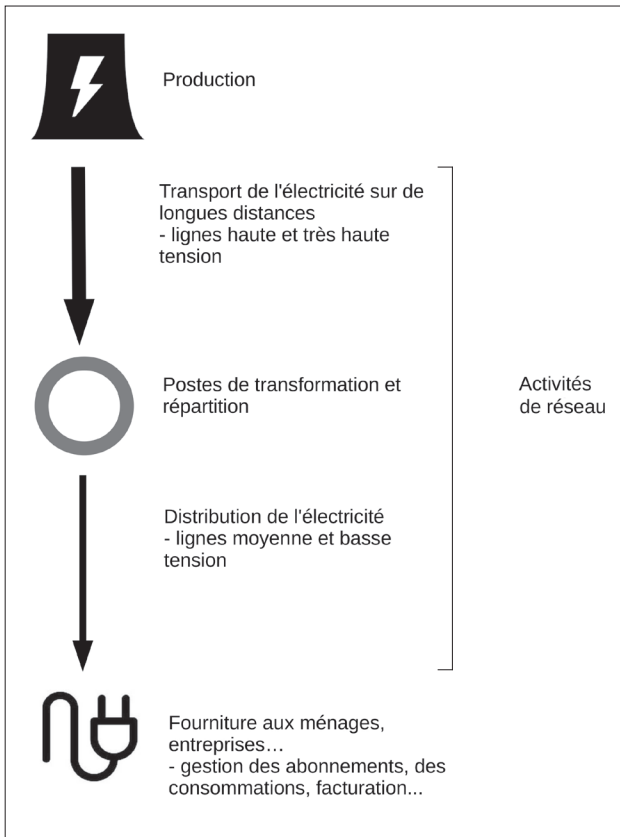 Production
Transport de l'électricité sur de
longues distances
- lignes haute et très haute
tension
Postes de transformation et
répartition
Activités
de réseau
Distribution de l'électricité
- lignes moyenne et basse
tension
Fourniture aux ménages,
entreprises…
- gestion des abonnements, des
consommations, facturation...